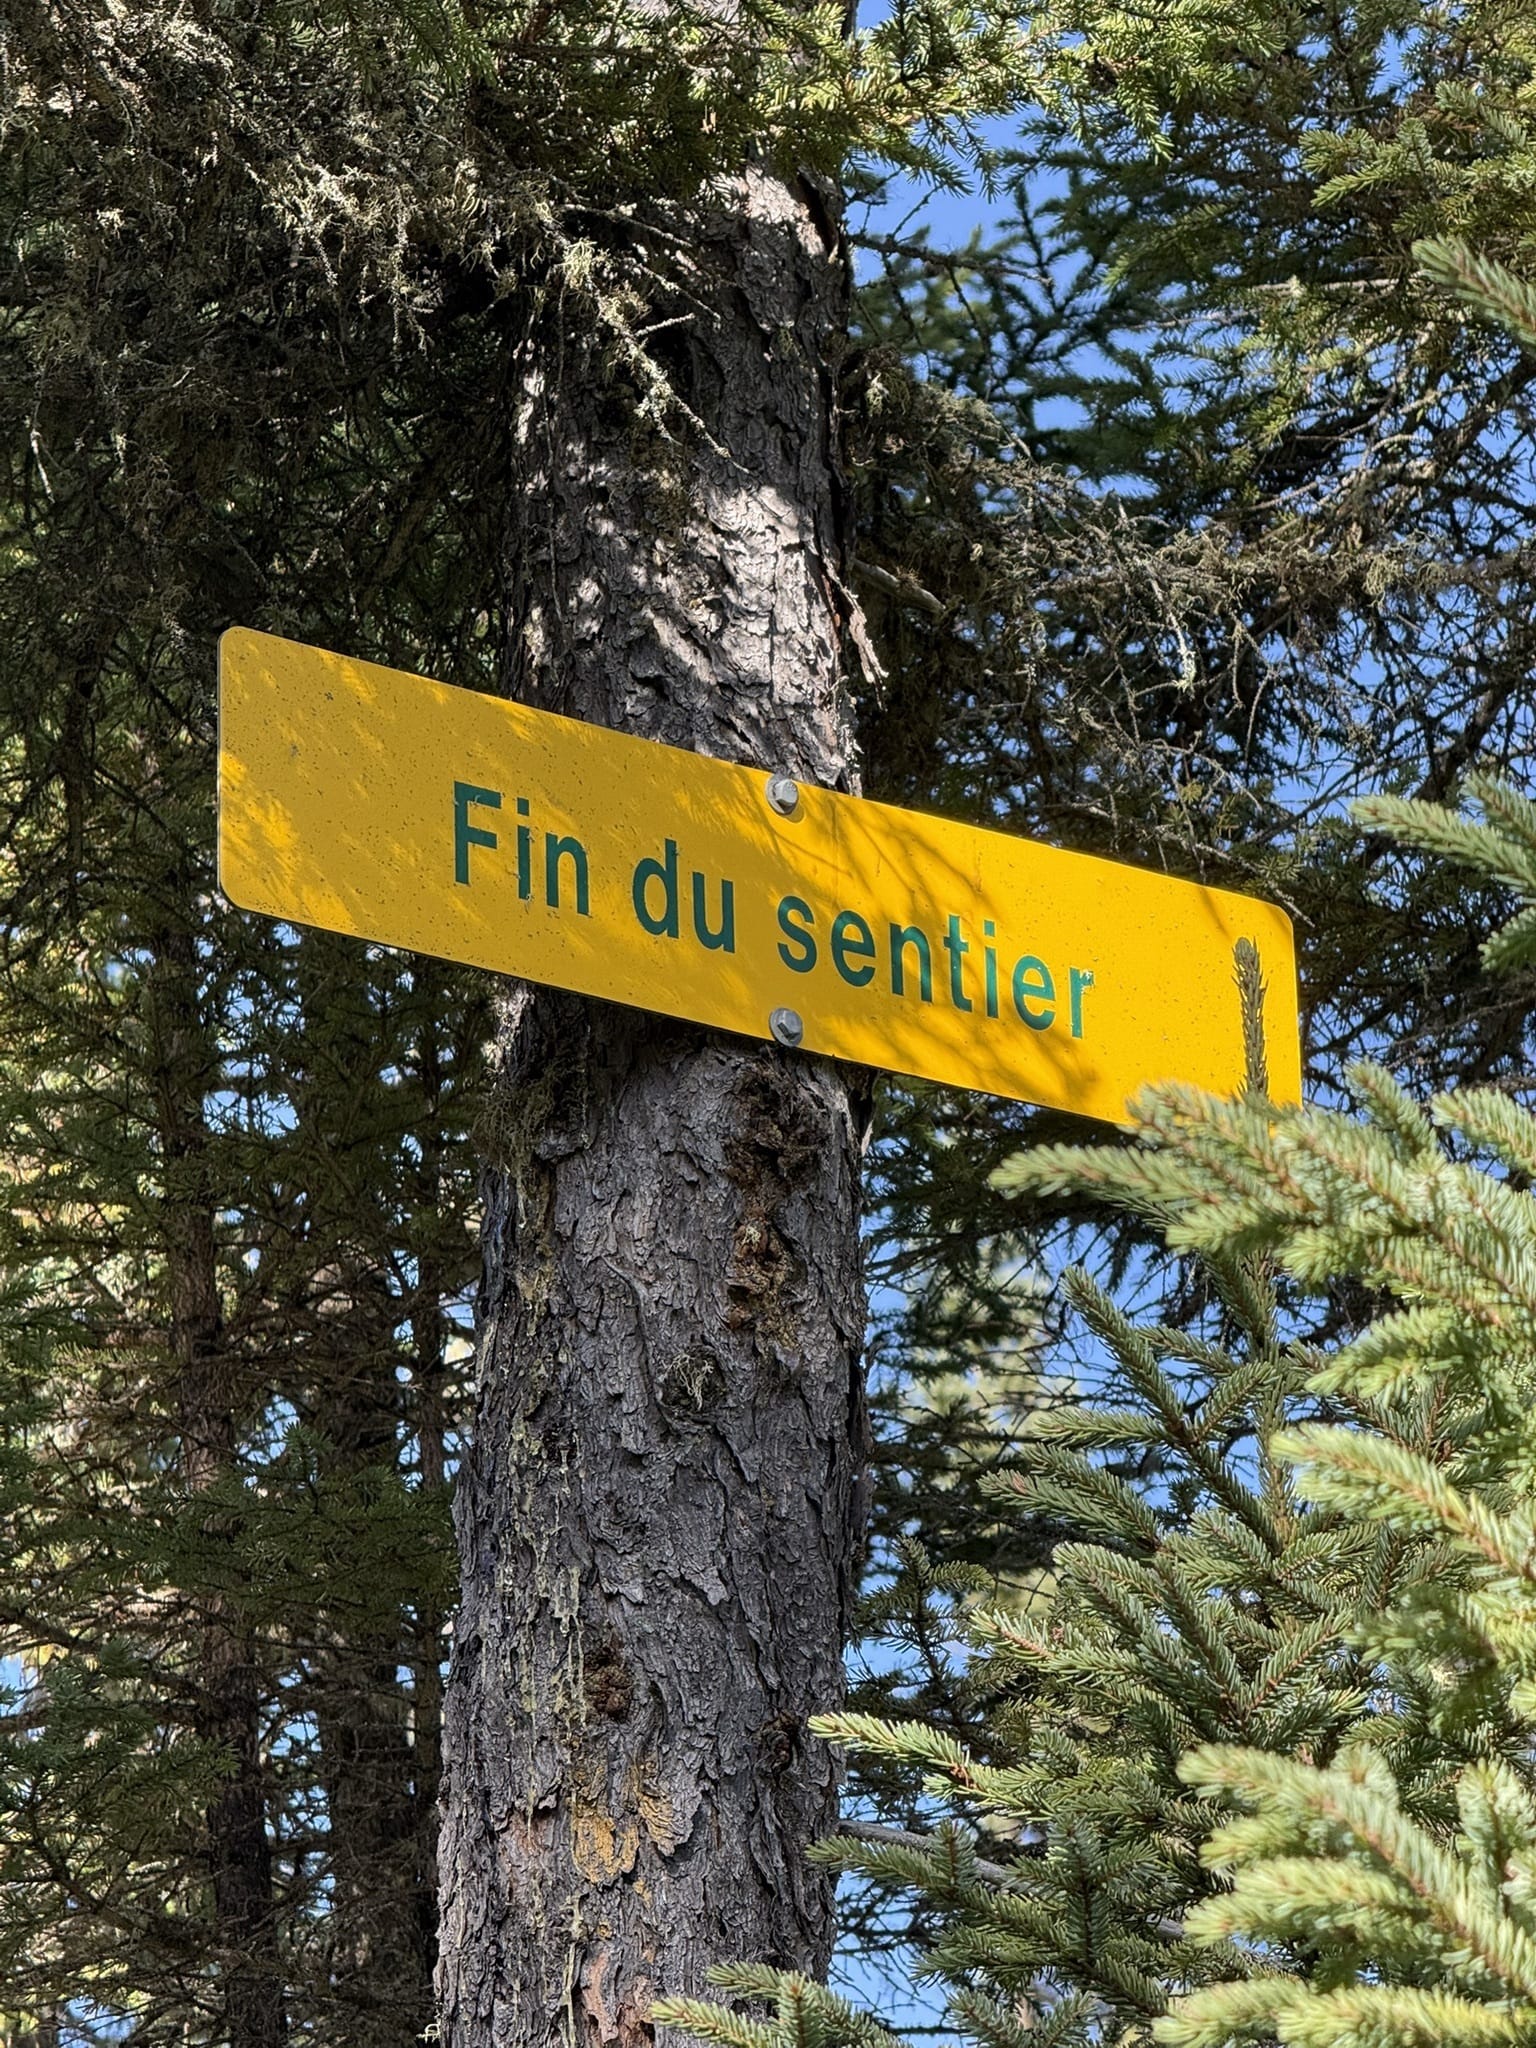 Fin du sentier